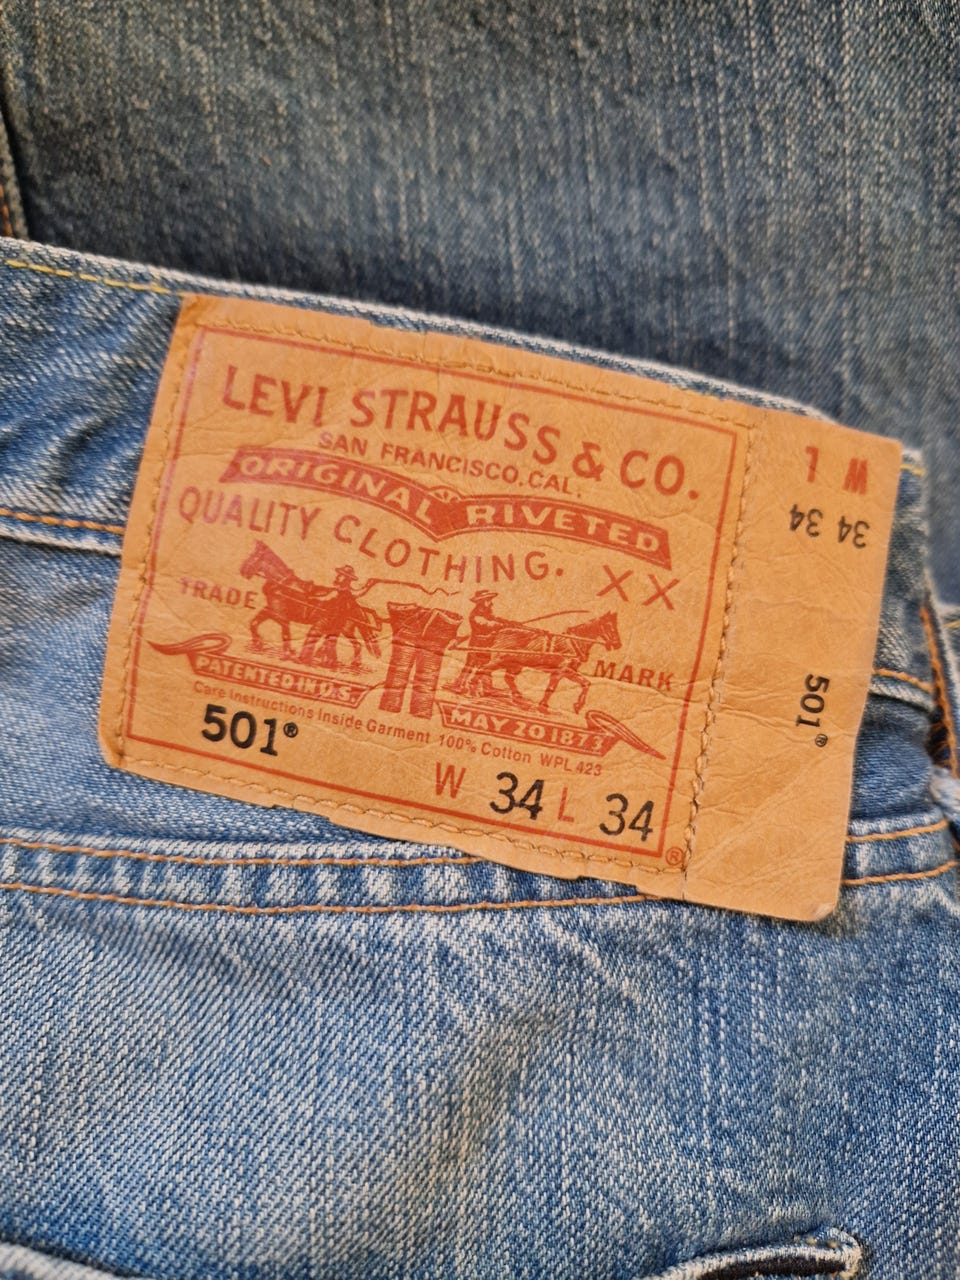 LEVI STRAUSS & CO.
SAN FRANCISCO, CAL.
ORIGINAL RIVETED
QUALITY CLOTHING.
XX
TRADE MARK
PATENTED IN U.S. MAY 20 1873
Care Instructions Inside Garment 100% Cotton WPL 423
501®
W 34 L 34
®
W L
34 34
501®